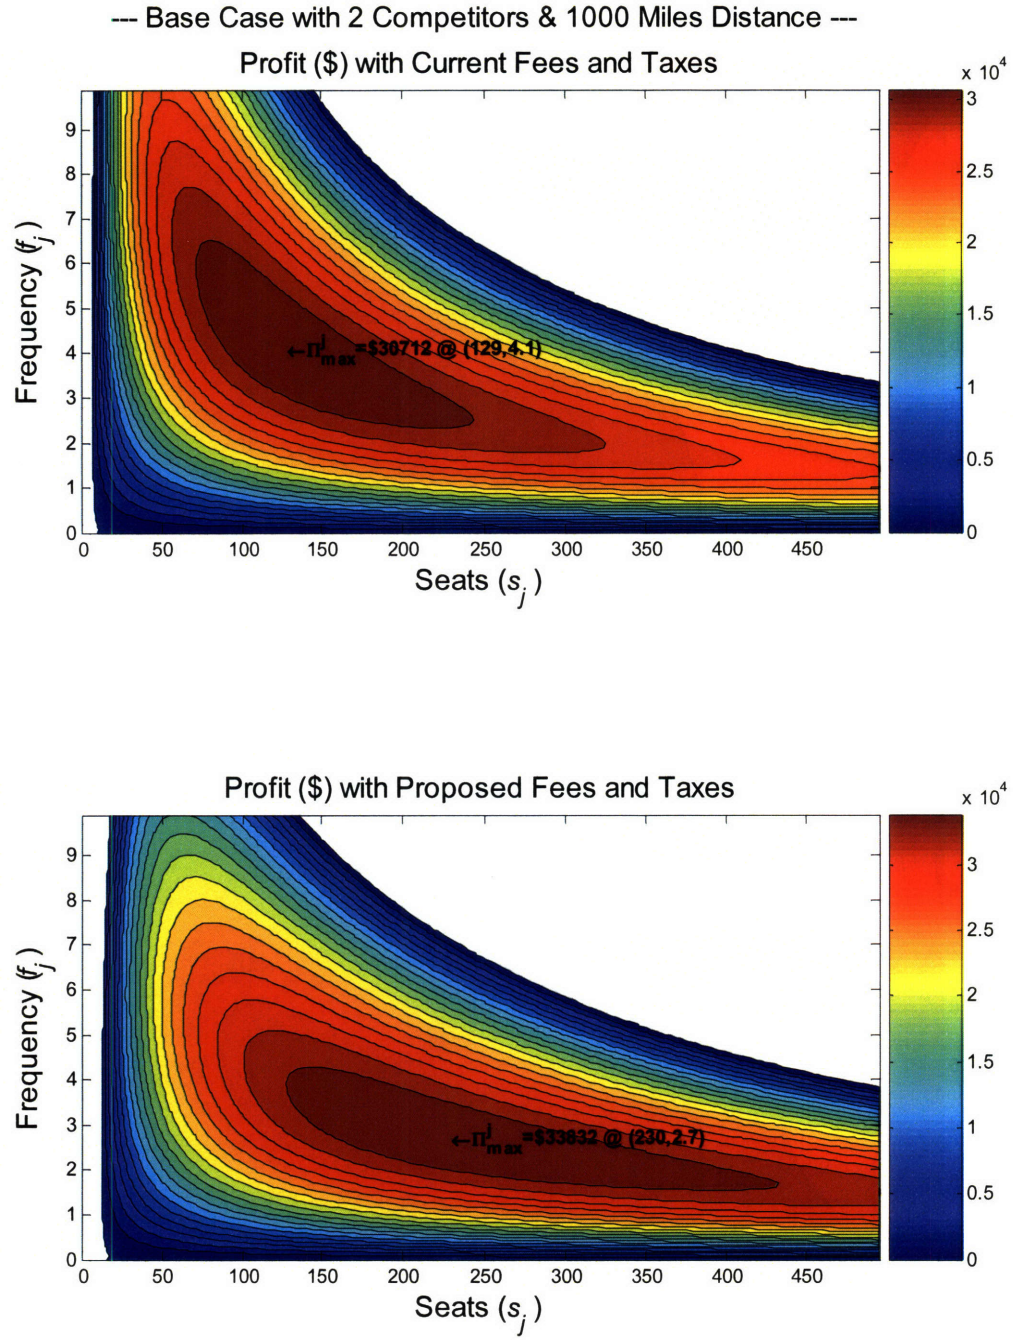 --- Base Case with 2 Competitors & 1000 Miles Distance ---
Profit ($) with Current Fees and Taxes
x 10^4
Frequency (f_j)
9
8
7
6
5
4
3
2
1
0
←Π^j_max=$30712 @ (129,4.1)
3
2.5
2
1.5
1
0.5
0
0 50 100 150 200 250 300 350 400 450
Seats (s_j)
Profit ($) with Proposed Fees and Taxes
x 10^4
Frequency (f_j)
9
8
7
6
5
4
3
2
1
0
←Π^j_max=$33832 @ (230,2.7)
3
2.5
2
1.5
1
0.5
0
0 50 100 150 200 250 300 350 400 450
Seats (s_j)